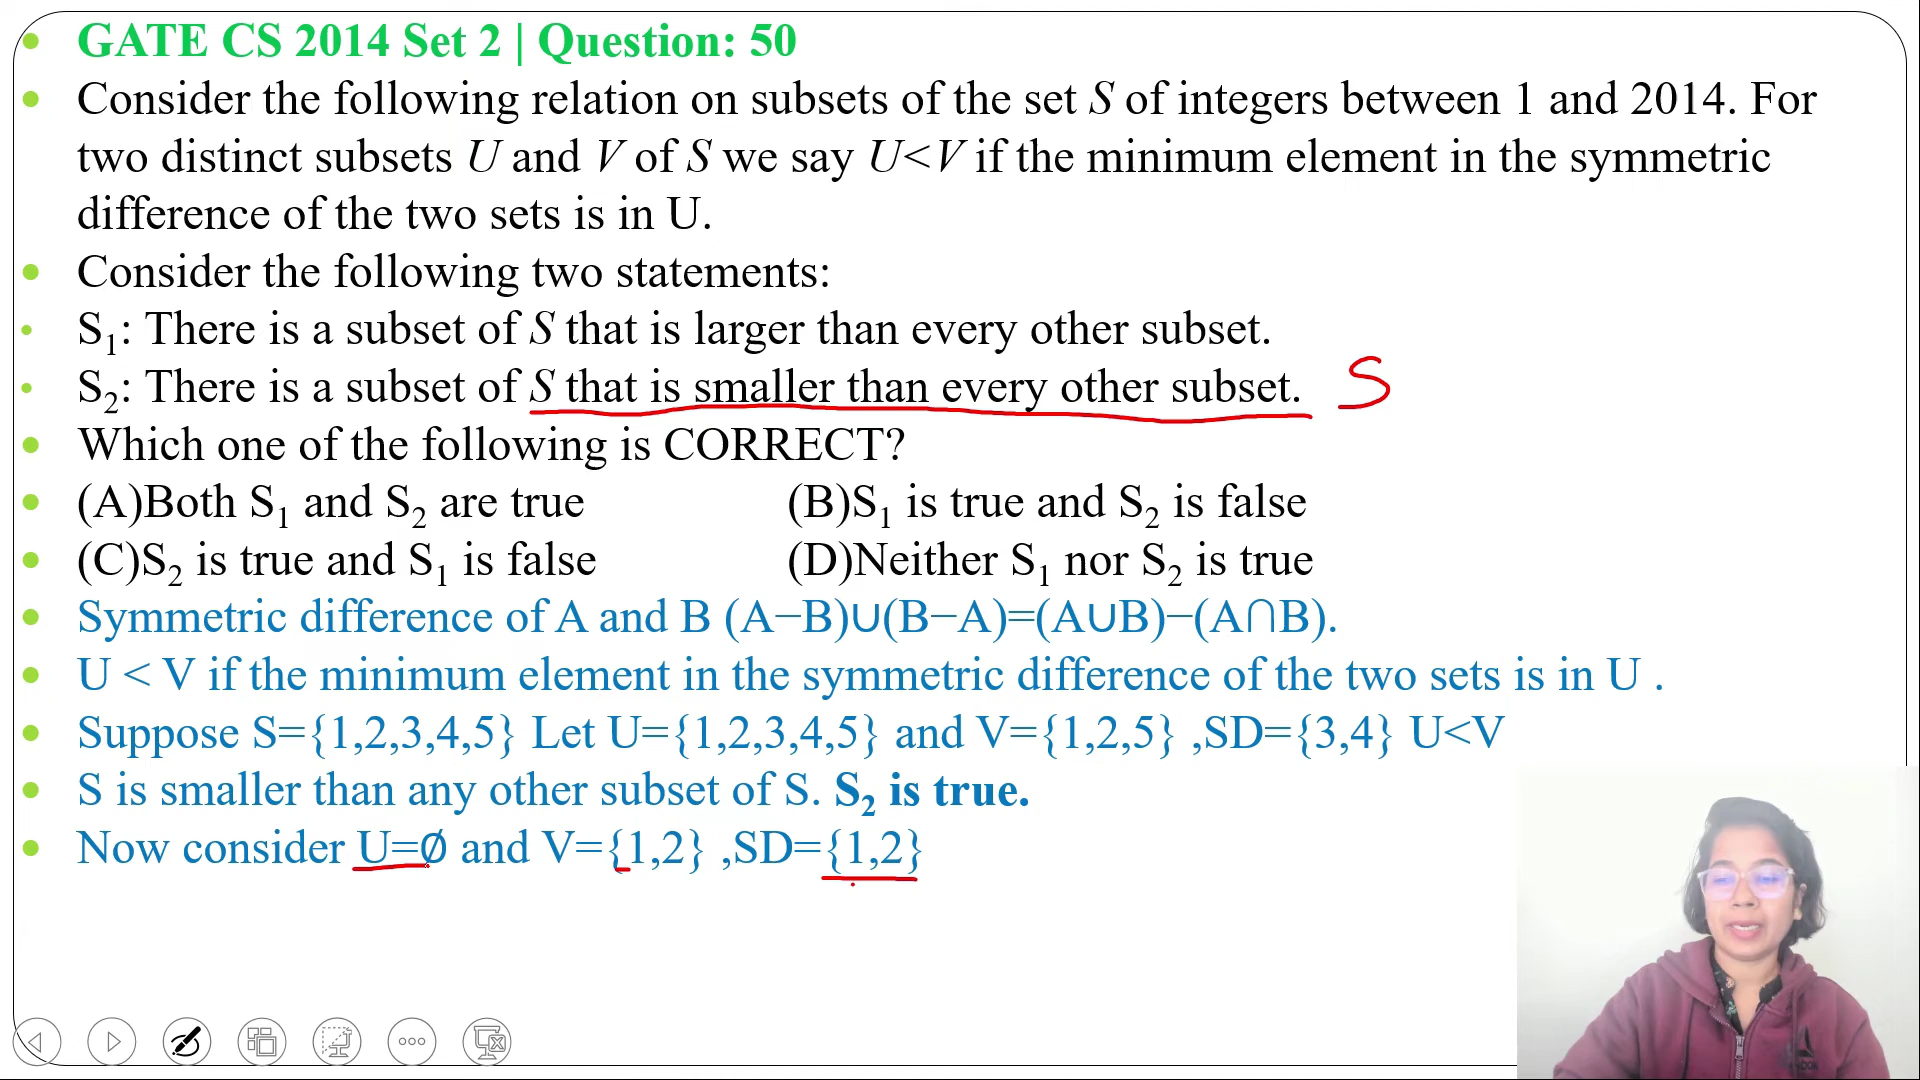 GATE CS 2014 Set 2 | Question: 50
Consider the following relation on subsets of the set S of integers between 1 and 2014. For
two distinct subsets U and V of S we say U<V if the minimum element in the symmetric
difference of the two sets is in U.
Consider the following two statements:
S₁: There is a subset of S that is larger than every other subset.
S₂: There is a subset of S that is smaller than every other subset. S
Which one of the following is CORRECT?
(A)Both S₁ and S₂ are true (B)S₁ is true and S₂ is false
(C)S₂ is true and S₁ is false (D)Neither S₁ nor S₂ is true
Symmetric difference of A and B (A−B)∪(B−A)=(A∪B)−(A∩B).
U < V if the minimum element in the symmetric difference of the two sets is in U .
Suppose S={1,2,3,4,5} Let U={1,2,3,4,5} and V={1,2,5} ,SD={3,4} U<V
S is smaller than any other subset of S. S₂ is true.
Now consider U=∅ and V={1,2} ,SD={1,2}